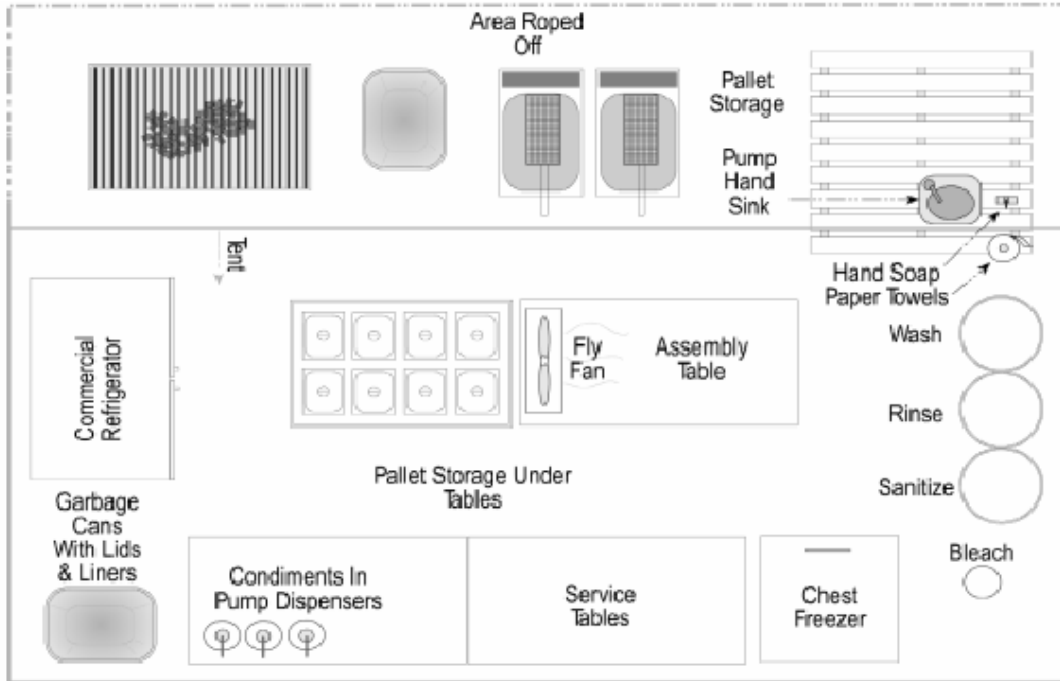 Area Roped
Off
Pallet
Storage
Pump
Hand
Sink
Tent
Hand Soap
Paper Towels
Commercial
Refrigerator
Fly
Fan
Assembly
Table
Wash
Rinse
Sanitize
Pallet Storage Under
Tables
Garbage
Cans
With Lids
& Liners
Condiments In
Pump Dispensers
Service
Tables
Chest
Freezer
Bleach